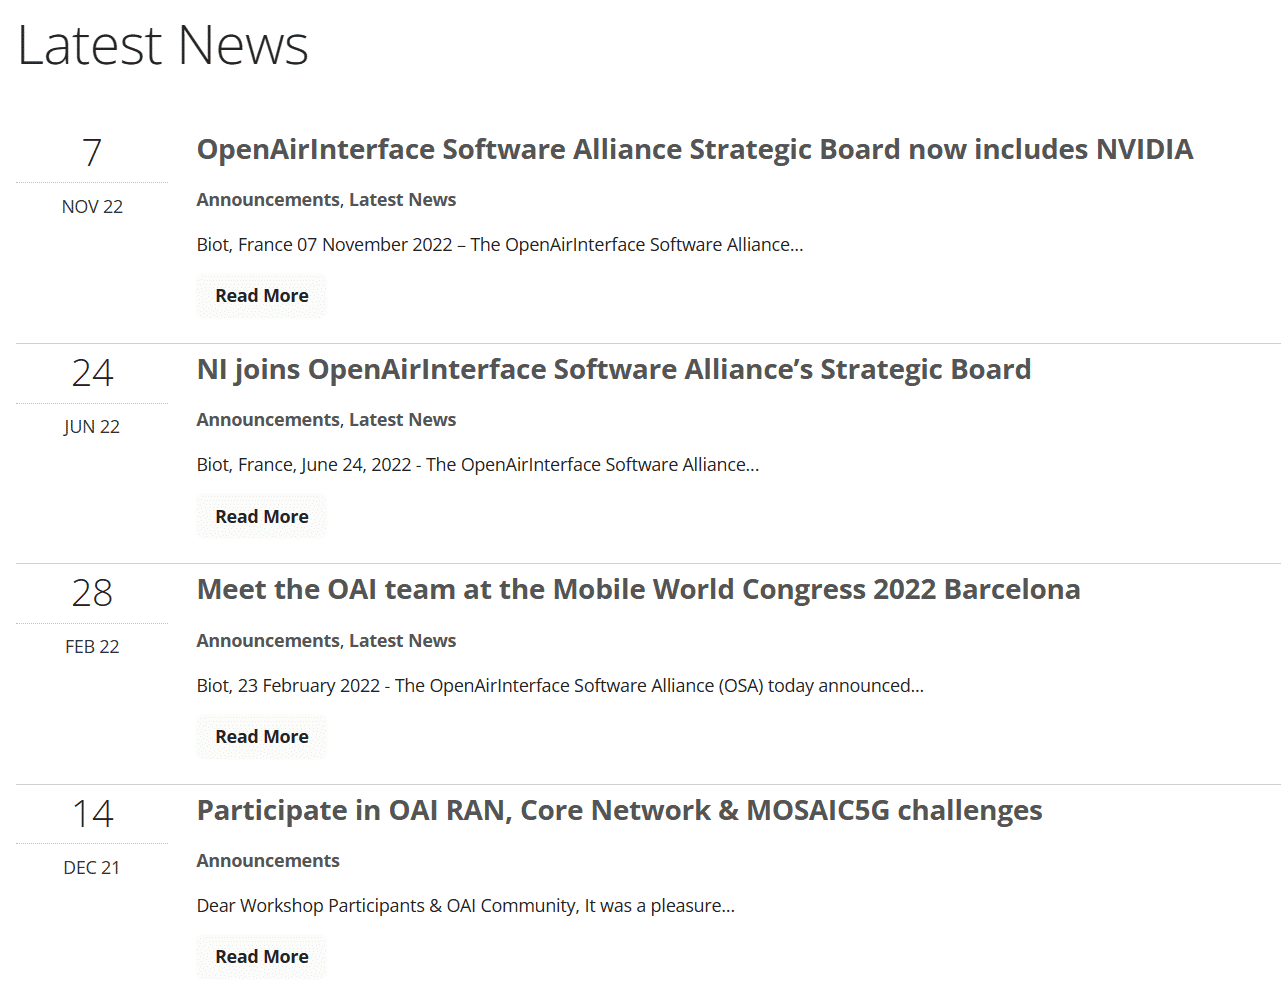 Latest News
7
NOV 22
OpenAirInterface Software Alliance Strategic Board now includes NVIDIA
Announcements, Latest News
Biot, France 07 November 2022 – The OpenAirInterface Software Alliance...
Read More
24
JUN 22
NI joins OpenAirInterface Software Alliance’s Strategic Board
Announcements, Latest News
Biot, France, June 24, 2022 - The OpenAirInterface Software Alliance...
Read More
28
FEB 22
Meet the OAI team at the Mobile World Congress 2022 Barcelona
Announcements, Latest News
Biot, 23 February 2022 - The OpenAirInterface Software Alliance (OSA) today announced...
Read More
14
DEC 21
Participate in OAI RAN, Core Network & MOSAIC5G challenges
Announcements
Dear Workshop Participants & OAI Community, It was a pleasure...
Read More